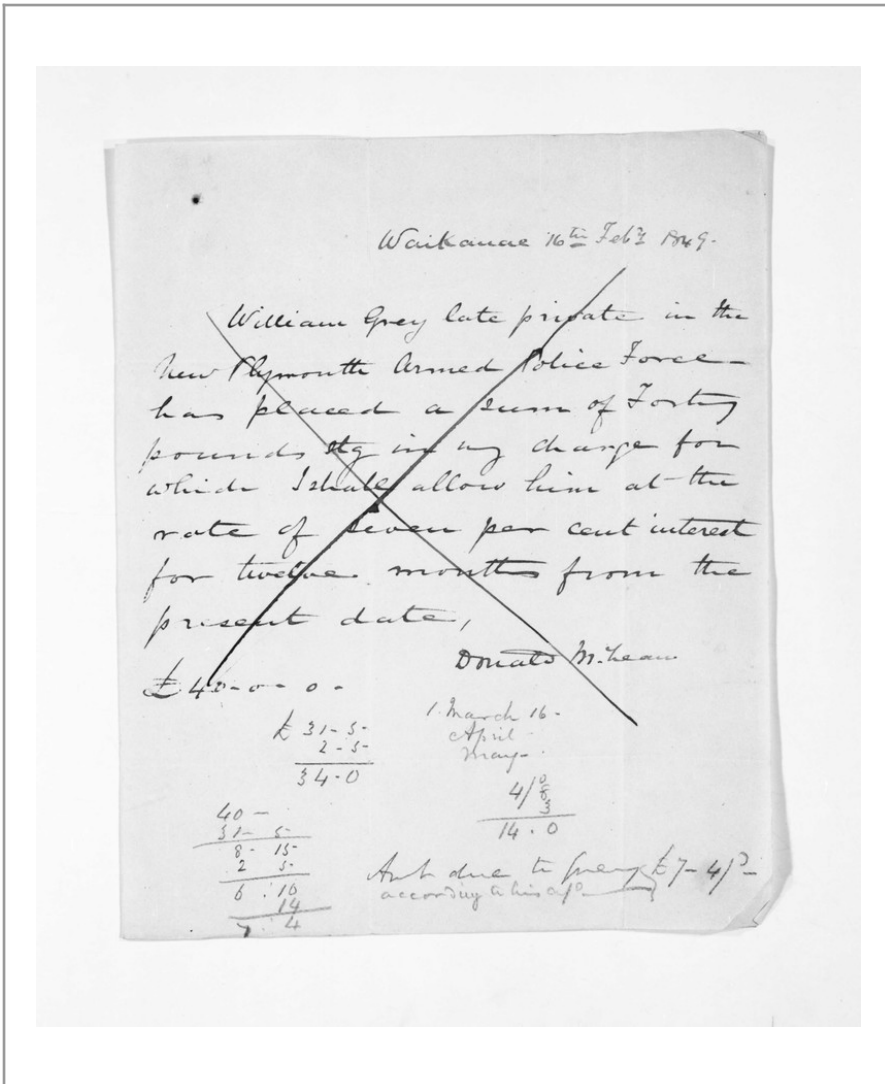 Waikanae 16th Feby 1849.
William Grey late private in the
New Plymouth Armed Police Force—
has placed a sum of Forty
pounds stg in my charge for
which I shall allow him at the
rate of seven per cent interest
for twelve months from the
present date,
Donald McLean
£40-0-0-
£31-5-
2-5-
34-0
1. March 16-
April -
May-
4/8
3
14.0
40-
31-5-
8-15-
2 5-
6.10
14
7.4
Amt due to Grey £7-4/-
according to his a/c